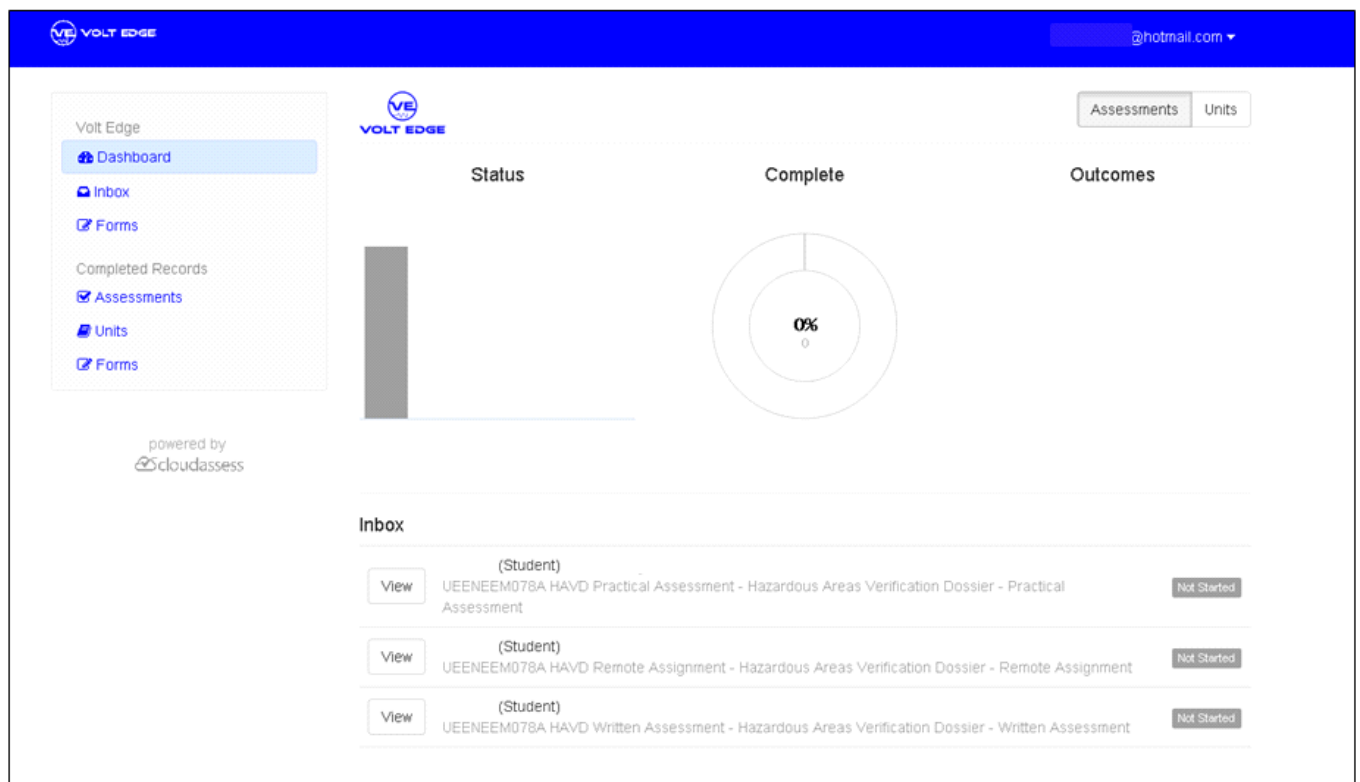 VE VOLT EDGE
@hotmail.com
Volt Edge
Dashboard
Inbox
Forms
Completed Records
Assessments
Units
Forms
powered by
cloudassess
VE
VOLT EDGE
Assessments Units
Status Complete Outcomes
0%
0
Inbox
(Student)
View UEENEEM078A HAVD Practical Assessment - Hazardous Areas Verification Dossier - Practical Not Started
Assessment
(Student)
View UEENEEM078A HAVD Remote Assignment - Hazardous Areas Verification Dossier - Remote Assignment Not Started
(Student)
View UEENEEM078A HAVD Written Assessment - Hazardous Areas Verification Dossier - Written Assessment Not Started